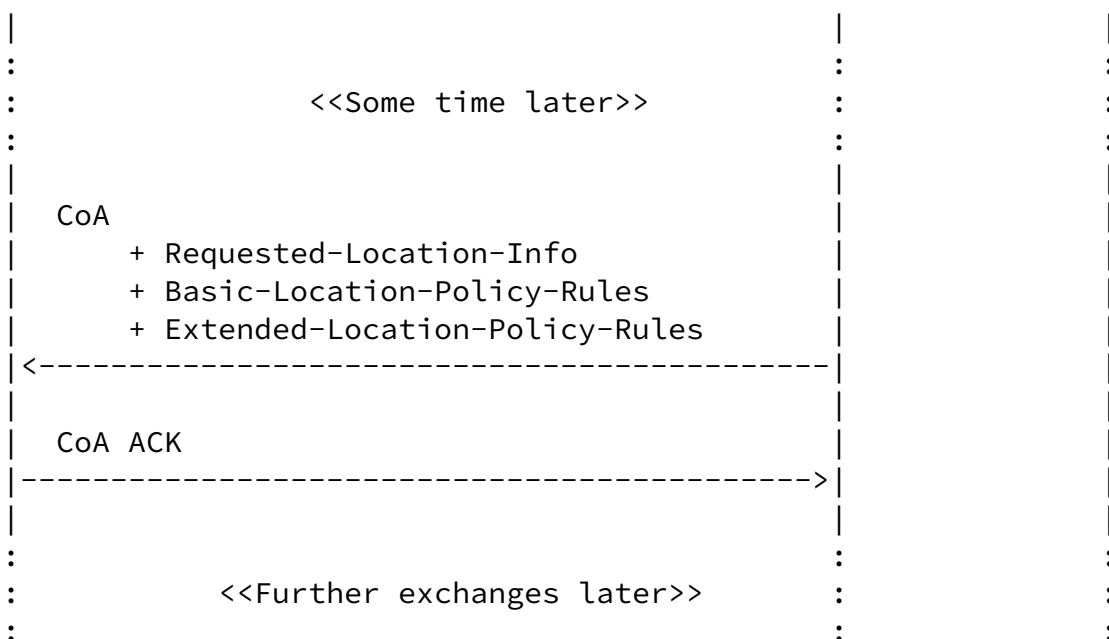 |                                             |              |
:                                             :              :
:                <<Some time later>>          :              :
:                                             :              :
|                                             |              |
|  CoA                                        |              |
|      + Requested-Location-Info              |              |
|      + Basic-Location-Policy-Rules          |              |
|      + Extended-Location-Policy-Rules       |              |
|<--------------------------------------------|              |
|                                             |              |
|  CoA ACK                                    |              |
|-------------------------------------------->|              |
|                                             |              |
:                                             :              :
:           <<Further exchanges later>>       :              :
:                                             :              :